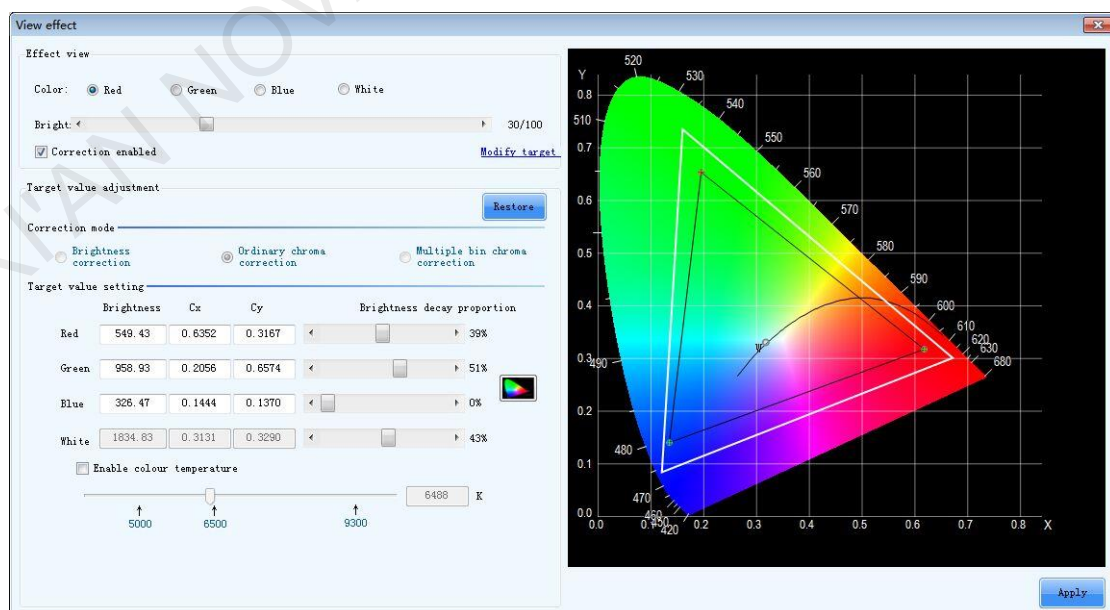 View effect
Effect view
Color: Red Green Blue White
Bright: 30/100
Correction enabled Modify target
Target value adjustment
Restore
Correction mode
Brightness correction Ordinary chroma correction Multiple bin chroma correction
Target value setting
Brightness Cx Cy Brightness decay proportion
Red 549.43 0.6352 0.3167 39%
Green 958.93 0.2056 0.6574 51%
Blue 326.47 0.1444 0.1370 0%
White 1834.83 0.3131 0.3290 43%
Enable colour temperature
6488 K
5000 6500 9300
Y
0.8
0.7
0.6
0.5
0.4
0.3
0.2
0.1
0.0
0.0 0.1 0.2 0.3 0.4 0.5 0.6 0.7 0.8 X
520
530
540
510
550
560
570
580
590
600
610
620
630
680
W
490
480
470
460
450
420
Apply
XI'AN NOV